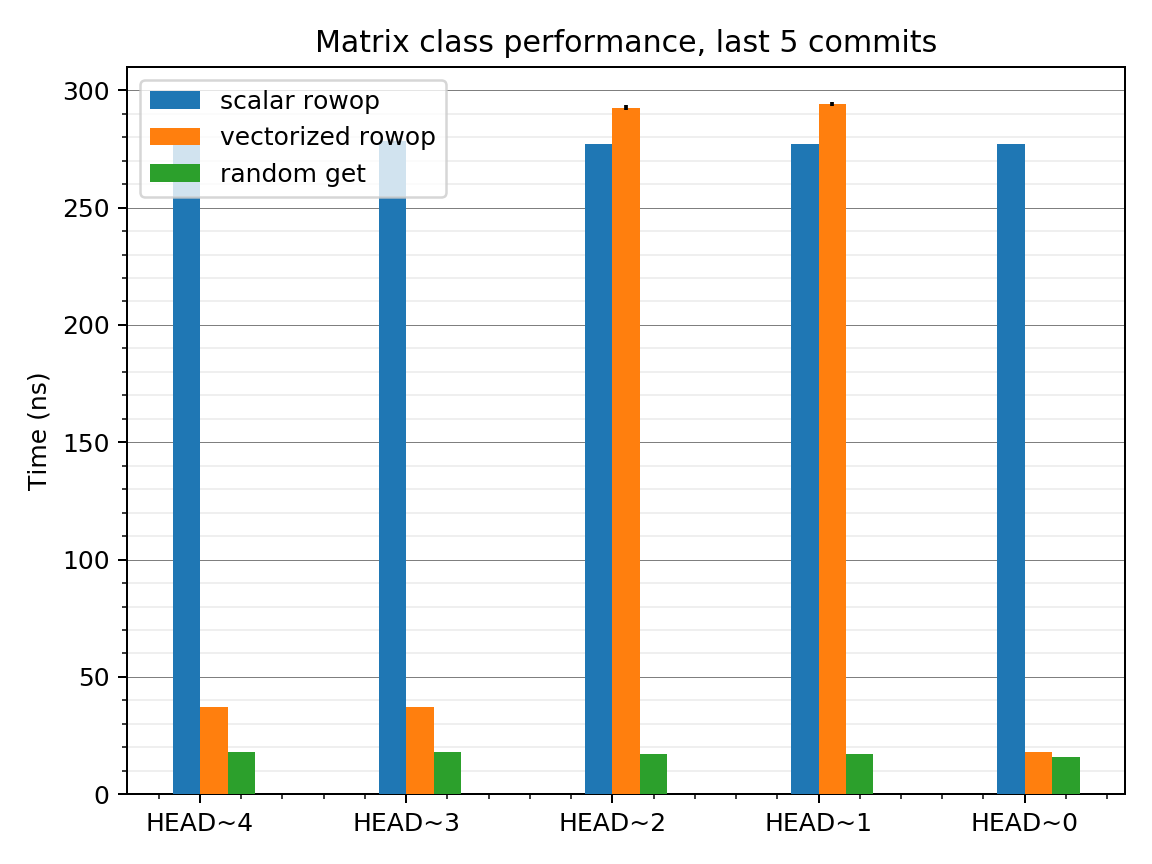 Matrix class performance, last 5 commits
scalar rowop
vectorized rowop
random get
Time (ns)
300
250
200
150
100
50
0
HEAD~4 HEAD~3 HEAD~2 HEAD~1 HEAD~0